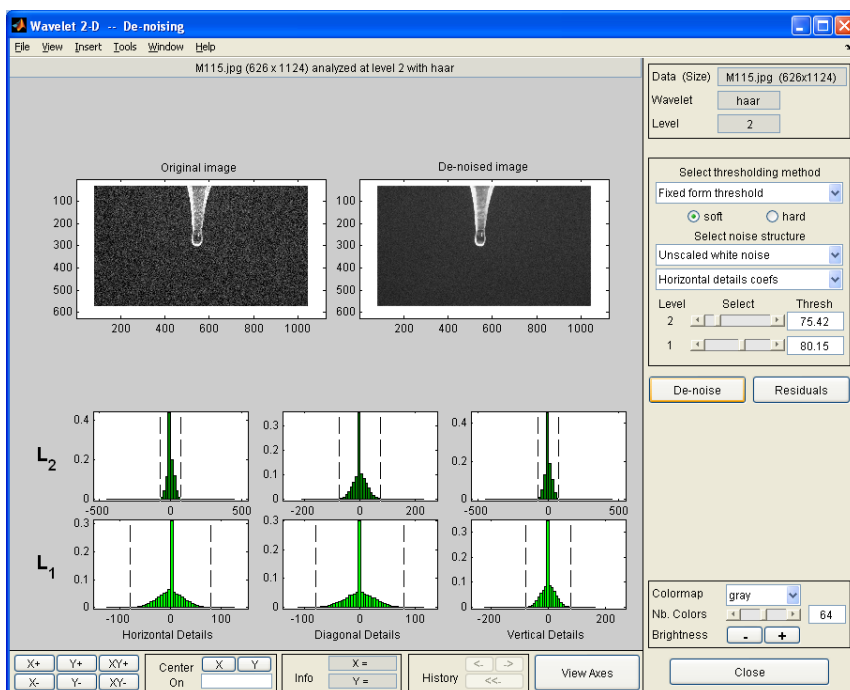 Wavelet 2-D -- De-noising
File View Insert Tools Window Help
M115.jpg (626 x 1124) analyzed at level 2 with haar
Data (Size) M115.jpg (626x1124)
Wavelet haar
Level 2
Original image
De-noised image
100
200
300
400
500
600
200 400 600 800 1000
100
200
300
400
500
600
200 400 600 800 1000
Select thresholding method
Fixed form threshold
soft hard
Select noise structure
Unscaled white noise
Horizontal details coefs
Level Select Thresh
2 75.42
1 80.15
De-noise Residuals
L2
0.4
0.2
0
-500 0 500
0.3
0.2
0.1
0
-200 0 200
0.4
0.2
0
-500 0 500
L1
0.3
0.2
0.1
0
-100 0 100
Horizontal Details
0.3
0.2
0.1
0
-100 0 100
Diagonal Details
0.3
0.2
0.1
0
-200 0 200
Vertical Details
Colormap gray
Nb. Colors 64
Brightness - +
X+ Y+ XY+
X- Y- XY-
Center On X Y
Info X =
Y =
History <- ->
<<-
View Axes
Close